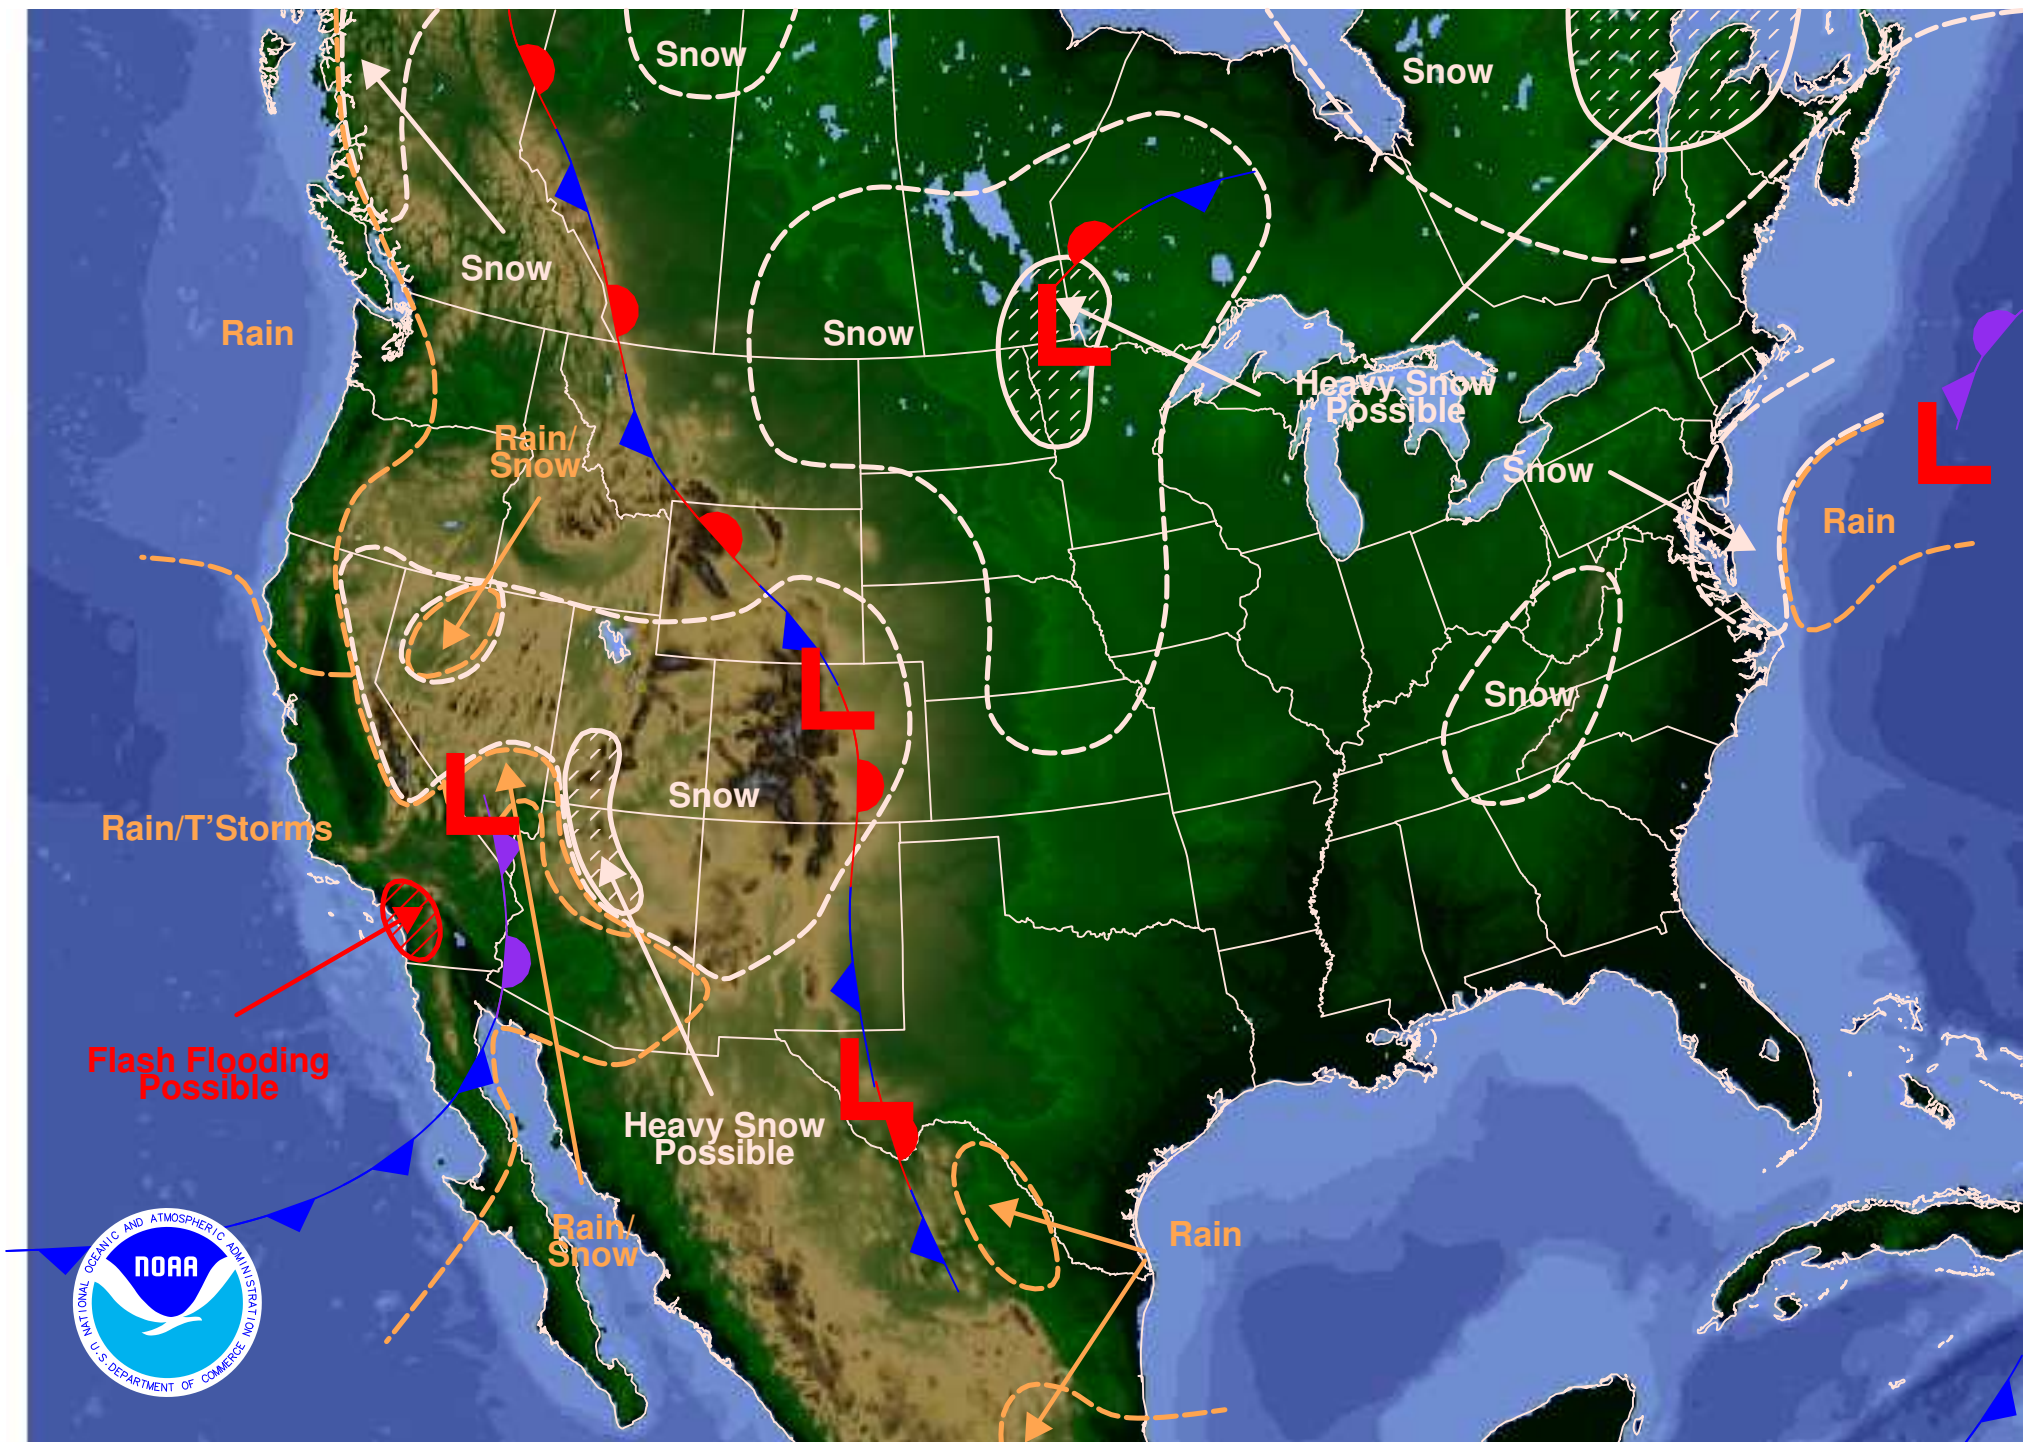 Snow
Snow
Snow
Rain
Snow
Heavy Snow
Possible
Rain/
Snow
Snow
Rain
Snow
Snow
Rain/T'Storms
Flash Flooding
Possible
Heavy Snow
Possible
Rain/
Snow
Rain
L
L
L
L
L
NATIONAL OCEANIC AND ATMOSPHERIC ADMINISTRATION
NOAA
U.S. DEPARTMENT OF COMMERCE